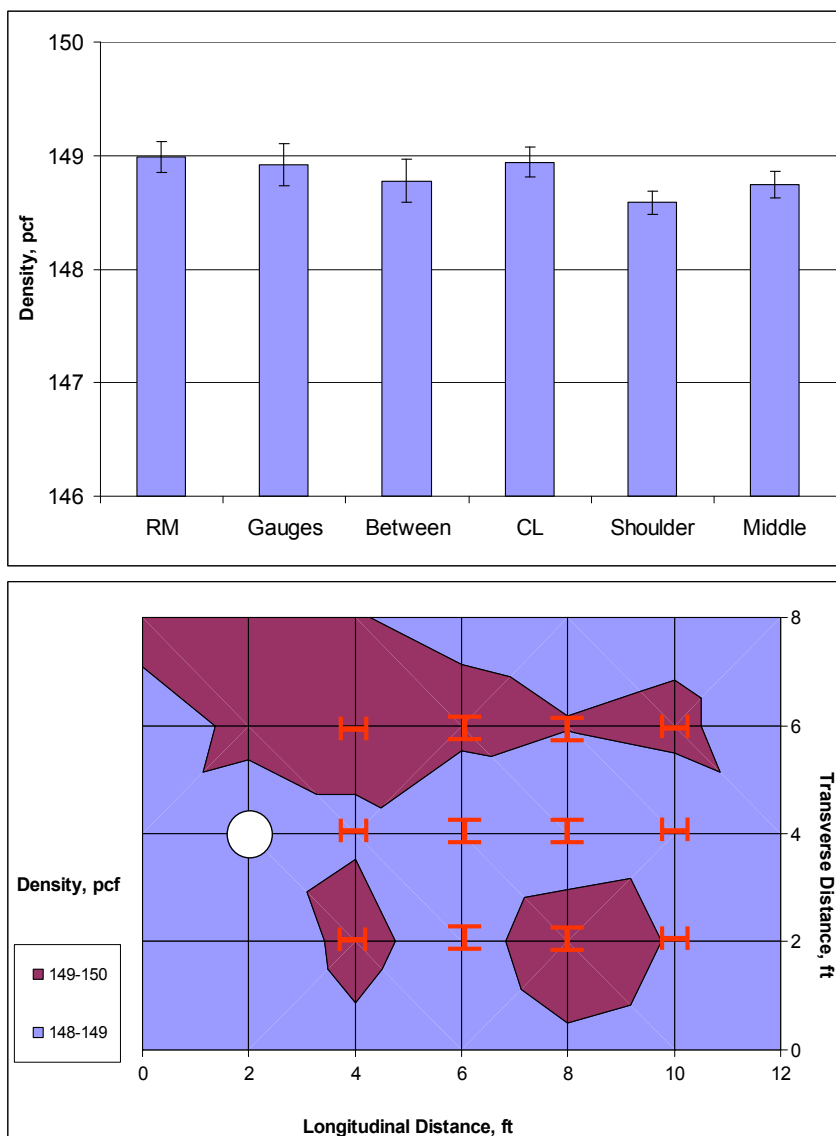 150
149
148
147
146
Density, pcf
RM Gauges Between CL Shoulder Middle
8
6
4
2
0
Transverse Distance, ft
Density, pcf
149-150
148-149
0 2 4 6 8 10 12
Longitudinal Distance, ft